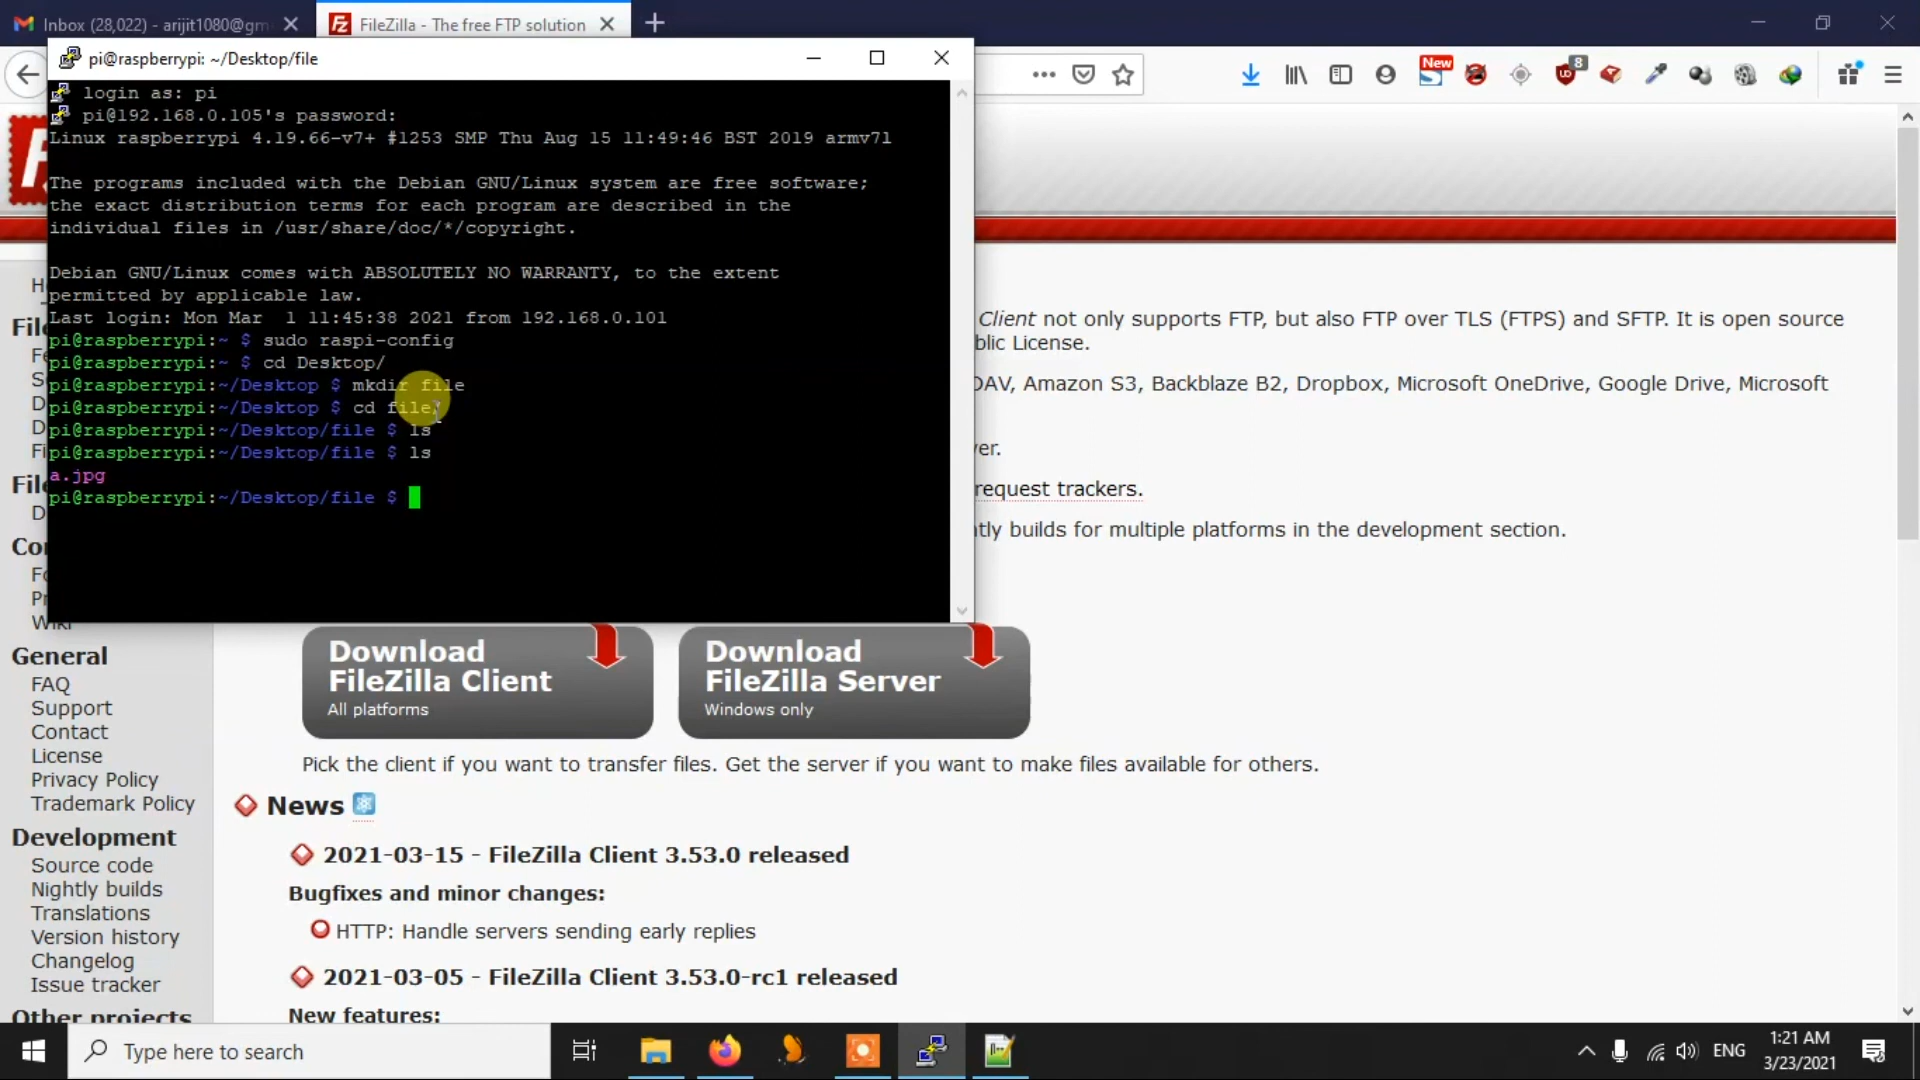 Inbox (28,022) - arijit1080@gm
FileZilla - The free FTP solution
pi@raspberrypi: ~/Desktop/file
New
8
login as: pi
pi@192.168.0.105's password:
Linux raspberrypi 4.19.66-v7+ #1253 SMP Thu Aug 15 11:49:46 BST 2019 armv7l
The programs included with the Debian GNU/Linux system are free software;
the exact distribution terms for each program are described in the
individual files in /usr/share/doc/*/copyright.
Debian GNU/Linux comes with ABSOLUTELY NO WARRANTY, to the extent
permitted by applicable law.
Last login: Mon Mar  1 11:45:38 2021 from 192.168.0.101
pi@raspberrypi:~ $ sudo raspi-config
pi@raspberrypi:~ $ cd Desktop/
pi@raspberrypi:~/Desktop $ mkdir file
pi@raspberrypi:~/Desktop $ cd file/
pi@raspberrypi:~/Desktop/file $ ls
pi@raspberrypi:~/Desktop/file $ ls
a.jpg
pi@raspberrypi:~/Desktop/file $
Client not only supports FTP, but also FTP over TLS (FTPS) and SFTP. It is open source
blic License.
DAV, Amazon S3, Backblaze B2, Dropbox, Microsoft OneDrive, Google Drive, Microsoft
er.
request trackers.
tly builds for multiple platforms in the development section.
Wiki
General
FAQ
Support
Contact
License
Privacy Policy
Trademark Policy
Development
Source code
Nightly builds
Translations
Version history
Changelog
Issue tracker
Other projects
Download
FileZilla Client
All platforms
Download
FileZilla Server
Windows only
Pick the client if you want to transfer files. Get the server if you want to make files available for others.
News
2021-03-15 - FileZilla Client 3.53.0 released
Bugfixes and minor changes:
HTTP: Handle servers sending early replies
2021-03-05 - FileZilla Client 3.53.0-rc1 released
New features:
Type here to search
ENG
1:21 AM
3/23/2021